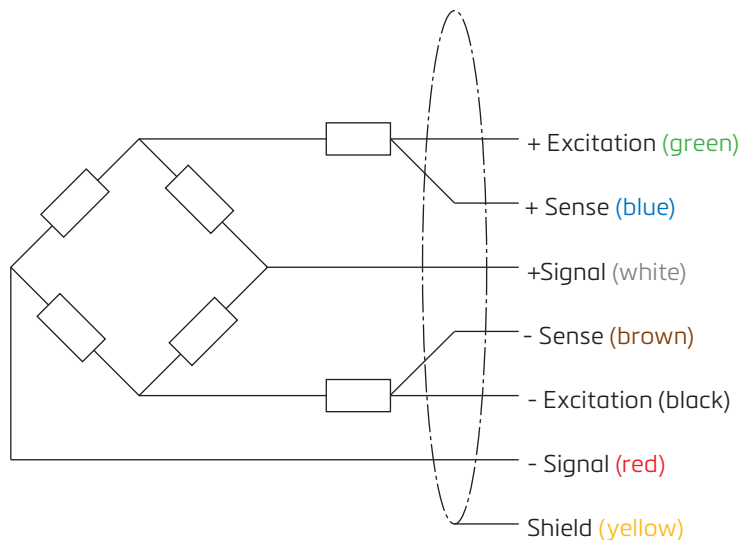 + Excitation (green)
+ Sense (blue)
+Signal (white)
- Sense (brown)
- Excitation (black)
- Signal (red)
Shield (yellow)